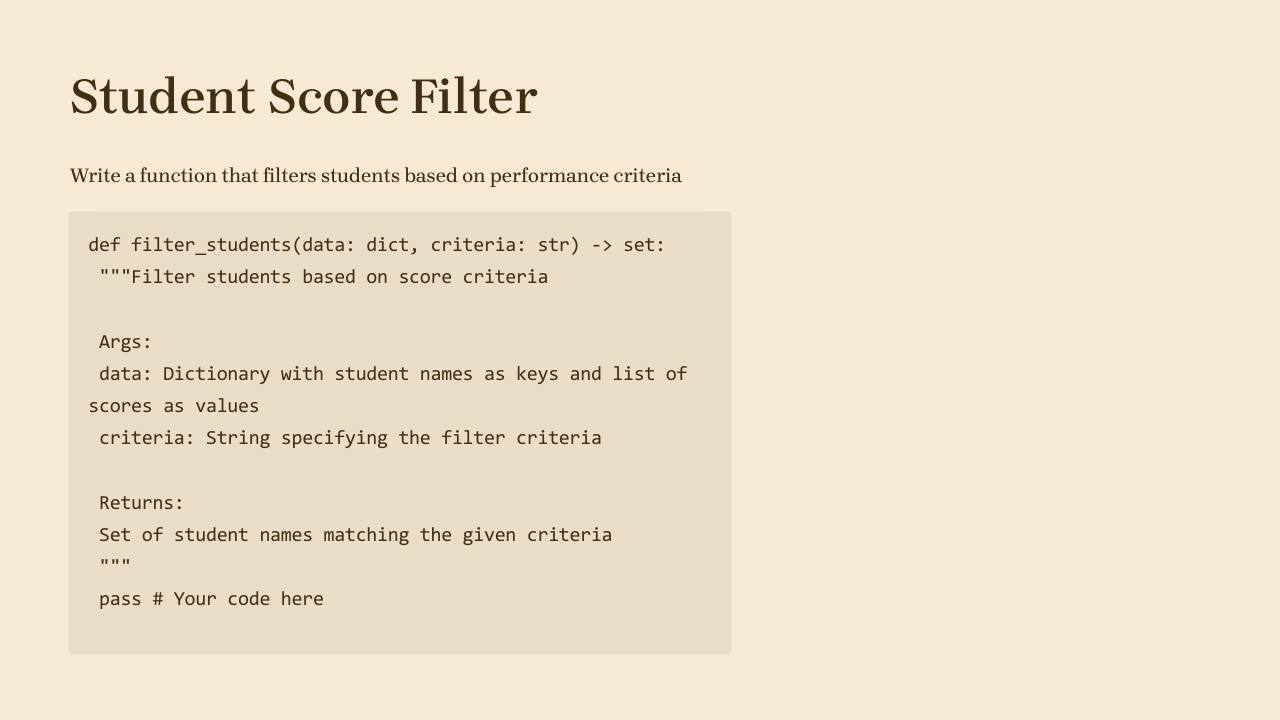 Student Score Filter
Write a function that filters students based on performance criteria
def filter_students(data: dict, criteria: str) -> set:
 """Filter students based on score criteria

 Args:
 data: Dictionary with student names as keys and list of
scores as values
 criteria: String specifying the filter criteria

 Returns:
 Set of student names matching the given criteria
 """
 pass # Your code here